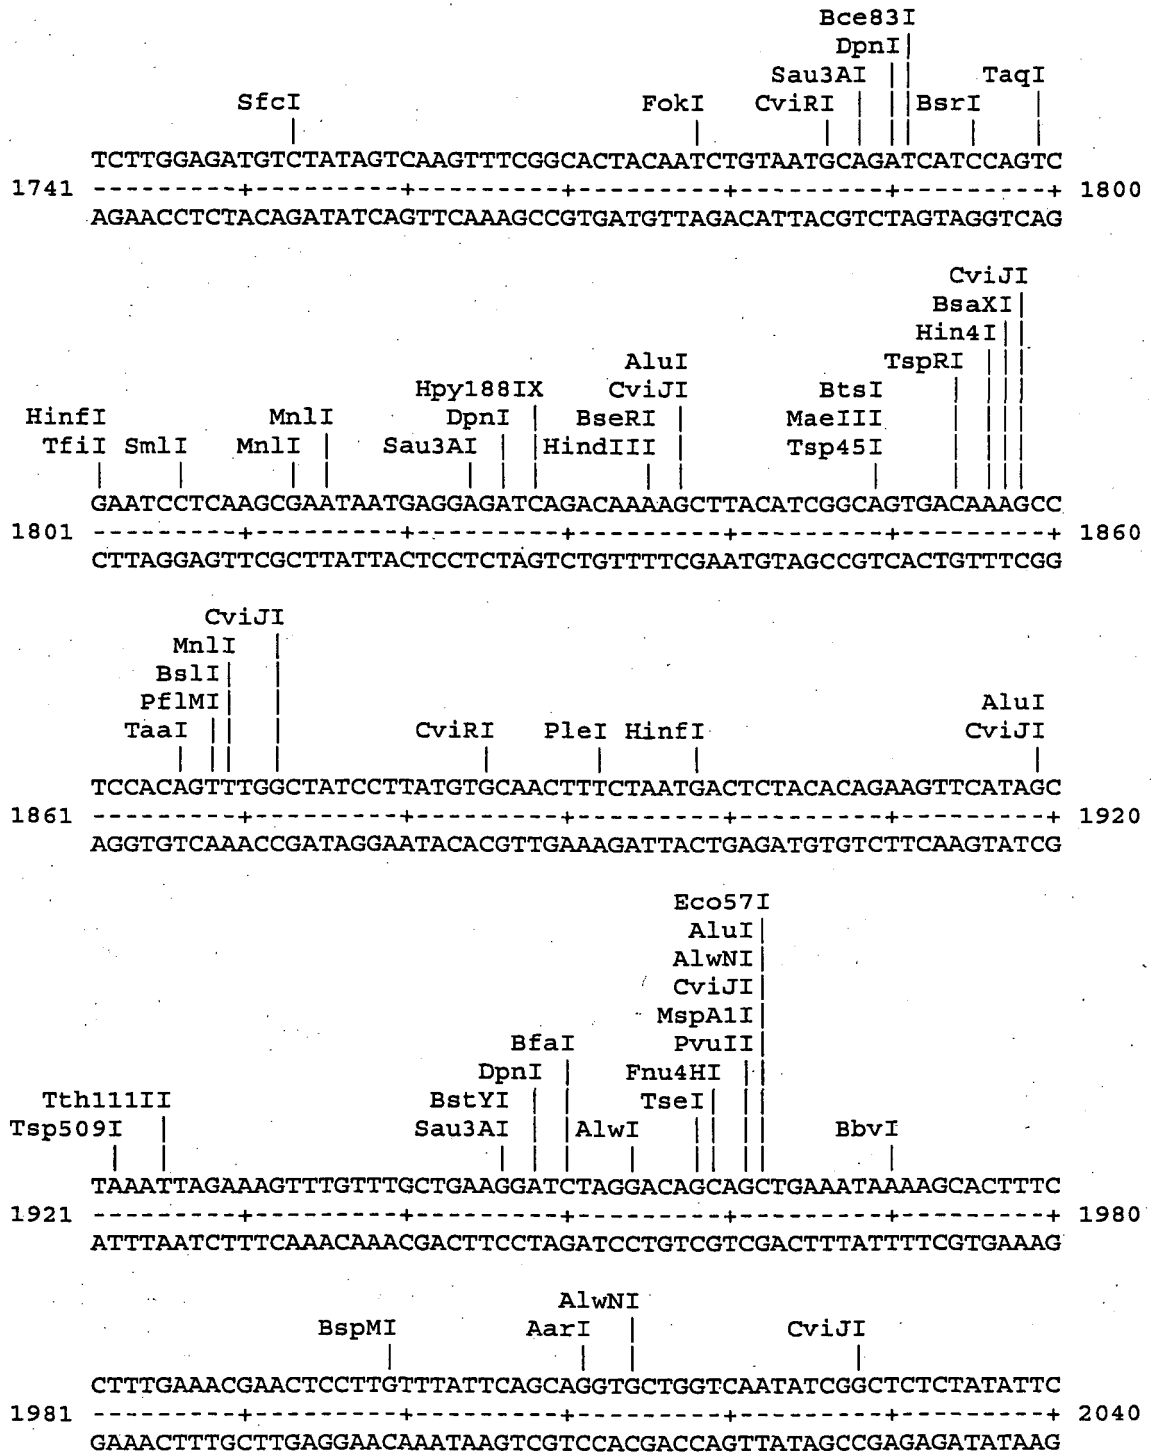 Bce83I
DpnI|
Sau3AI || TaqI
SfcI FokI CviRI | || BsrI |
| | | | || | |
TCTTGGAGATGTCTATAGTCAAGTTTCGGCACTACAATCTGTAATGCAGATCATCCAGTC
1741 ---------+---------+---------+---------+---------+---------+ 1800
AGAACCTCTACAGATATCAGTTCAAAGCCGTGATGTTAGACATTACGTCTAGTAGGTCAG
CviJI
BsaXI|
Hin4I||
AluI TspRI |||
Hpy188IX CviJI BtsI | |||
HinfI MnlI DpnI | BseRI | MaeIII | |||
TfiI SmlI MnlI | Sau3AI | |HindIII | Tsp45I | |||
| | | | | | | | | | | |||
GAATCCTCAAGCGAATAATGAGGAGATCAGACAAAAGCTTACATCGGCAGTGACAAAGCC
1801 ---------+---------+---------+---------+---------+---------+ 1860
CTTAGGAGTTCGCTTATTACTCCTCTAGTCTGTTTTCGAATGTAGCCGTCACTGTTTCGG
CviJI
MnlI |
BslI| |
PflMI|| | AluI
TaaI || | CviRI PleI HinfI CviJI
| || | | | | |
TCCACAGTTTGGCTATCCTTATGTGCAACTTTCTAATGACTCTACACAGAAGTTCATAGC
1861 ---------+---------+---------+---------+---------+---------+ 1920
AGGTGTCAAACCGATAGGAATACACGTTGAAAGATTACTGAGATGTGTCTTCAAGTATCG
Eco57I
AluI|
AlwNI|
CviJI|
MspA1I|
BfaI PvuII|
DpnI | Fnu4HI ||
Tth111II BstYI | | TseI| ||
Tsp509I | Sau3AI | |AlwI || || BbvI
| | | | | | || || |
TAAATTAGAAAGTTTGTTTGCTGAAGGATCTAGGACAGCAGCTGAAATAAAAGCACTTTC
1921 ---------+---------+---------+---------+---------+---------+ 1980
ATTTAATCTTTCAAACAAACGACTTCCTAGATCCTGTCGTCGACTTTATTTTCGTGAAAG
AlwNI
BspMI AarI | CviJI
| | | |
CTTTGAAACGAACTCCTTGTTTATTCAGCAGGTGCTGGTCAATATCGGCTCTCTATATTC
1981 ---------+---------+---------+---------+---------+---------+ 2040
GAAACTTTGCTTGAGGAACAAATAAGTCGTCCACGACCAGTTATAGCCGAGAGATATAAG